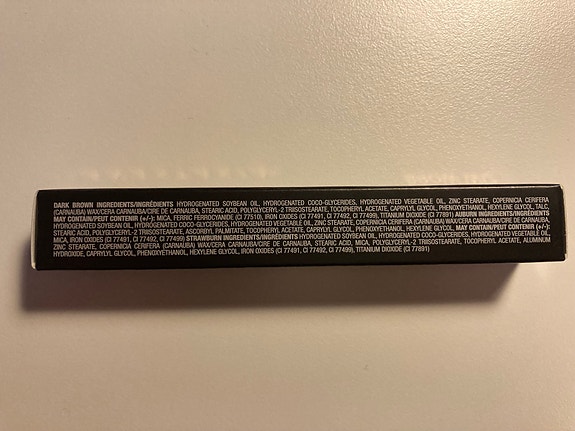 DARK BROWN INGREDIENTS/INGRÉDIENTS HYDROGENATED SOYBEAN OIL, HYDROGENATED COCO-GLYCERIDES, HYDROGENATED VEGETABLE OIL, ZINC STEARATE, COPERNICA CERIFERA
(CARNAUBA) WAX/CERA CARNAUBA/CIRE DE CARNAUBA, STEARIC ACID, POLYGLYCERYL-2 TRIISOSTEARATE, TOCOPHERYL ACETATE, CAPRYLYL GLYCOL, PHENOXYETHANOL, HEXYLENE GLYCOL, TALC.
MAY CONTAIN/PEUT CONTENIR (+/-): MICA, FERRIC FERROCYANIDE (CI 77510), IRON OXIDES (CI 77491, CI 77492, CI 77499), TITANIUM DIOXIDE (CI 77891) AUBURN INGREDIENTS/INGRÉDIENTS
HYDROGENATED SOYBEAN OIL, HYDROGENATED COCO-GLYCERIDES, HYDROGENATED VEGETABLE OIL, ZINC STEARATE, COPERNICIA CERIFERA (CARNAUBA) WAX/CERA CARNAUBA/CIRE DE CARNAUBA,
STEARIC ACID, POLYGLYCERYL-2 TRIISOSTEARATE, ASCORBYL PALMITATE, TOCOPHERYL ACETATE, CAPRYLYL GLYCOL, PHENOXYETHANOL, HEXYLENE GLYCOL, MAY CONTAIN/PEUT CONTENIR (+/-):
MICA, IRON OXIDES (CI 77491, CI 77492, CI 77499) STRAWBURN INGREDIENTS/INGRÉDIENTS HYDROGENATED SOYBEAN OIL, HYDROGENATED COCO-GLYCERIDES, HYDROGENATED VEGETABLE OIL,
ZINC STEARATE, COPERNICA CERIFERA (CARNAUBA) WAX/CERA CARNAUBA/CIRE DE CARNAUBA, STEARIC ACID, MICA, POLYGLYCERYL-2 TRIISOSTEARATE, TOCOPHERYL ACETATE, ALUMINUM
HYDROXIDE, CAPRYLYL GLYCOL, PHENOXYETHANOL, HEXYLENE GLYCOL, IRON OXIDES (CI 77491, CI 77492, CI 77499), TITANIUM DIOXIDE (CI 77891)